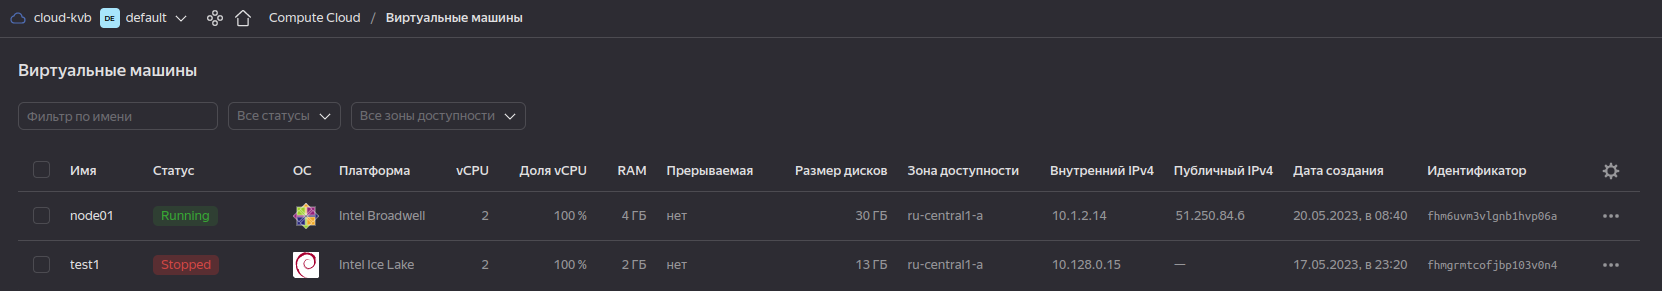 cloud-kvb DE default Compute Cloud / Виртуальные машины
Виртуальные машины
Фильтр по имени Все статусы Все зоны доступности
Имя Статус ОС Платформа vCPU Доля vCPU RAM Прерываемая Размер дисков Зона доступности Внутренний IPv4 Публичный IPv4 Дата создания Идентификатор
node01 Running Intel Broadwell 2 100 % 4 ГБ нет 30 ГБ ru-central1-a 10.1.2.14 51.250.84.6 20.05.2023, в 08:40 fhm6uvm3vlgnb1hvp06a
test1 Stopped Intel Ice Lake 2 100 % 2 ГБ нет 13 ГБ ru-central1-a 10.128.0.15 — 17.05.2023, в 23:20 fhmgrmtcofjbp103v0n4